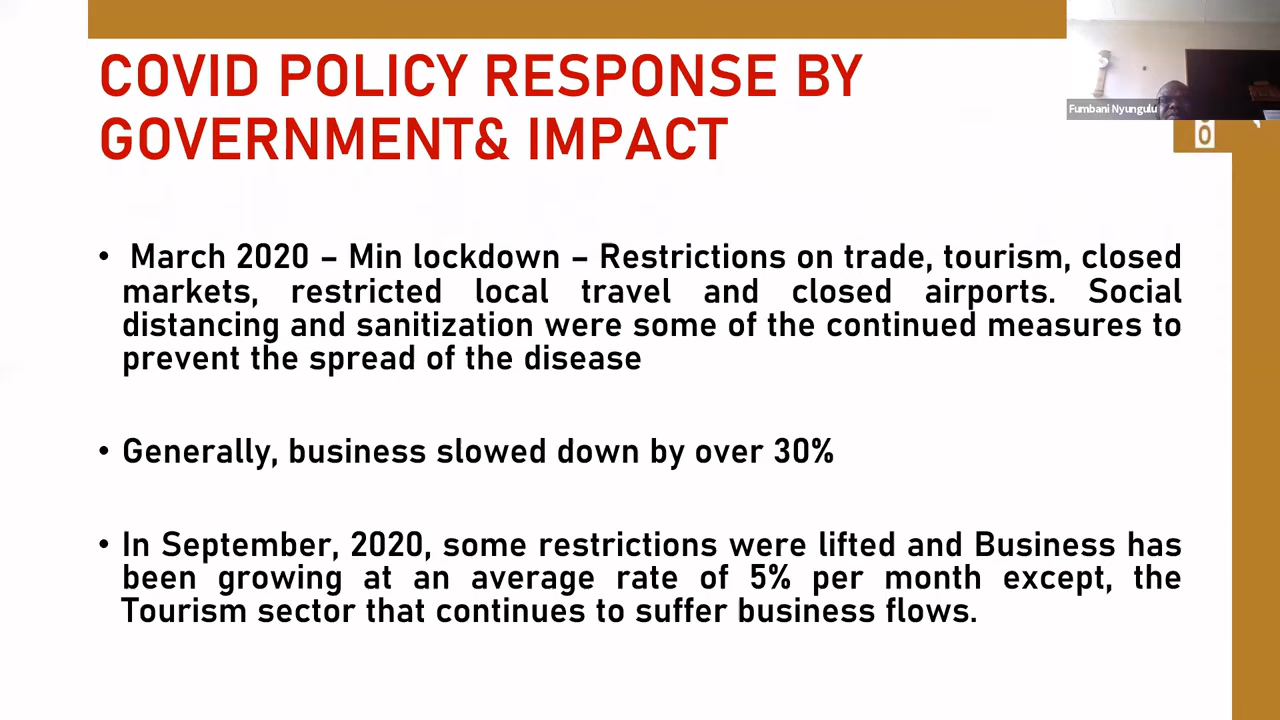 COVID POLICY RESPONSE BY
GOVERNMENT& IMPACT
Fumbani Nyungulu
0
• March 2020 – Min lockdown – Restrictions on trade, tourism, closed
markets, restricted local travel and closed airports. Social
distancing and sanitization were some of the continued measures to
prevent the spread of the disease
• Generally, business slowed down by over 30%
• In September, 2020, some restrictions were lifted and Business has
been growing at an average rate of 5% per month except, the
Tourism sector that continues to suffer business flows.